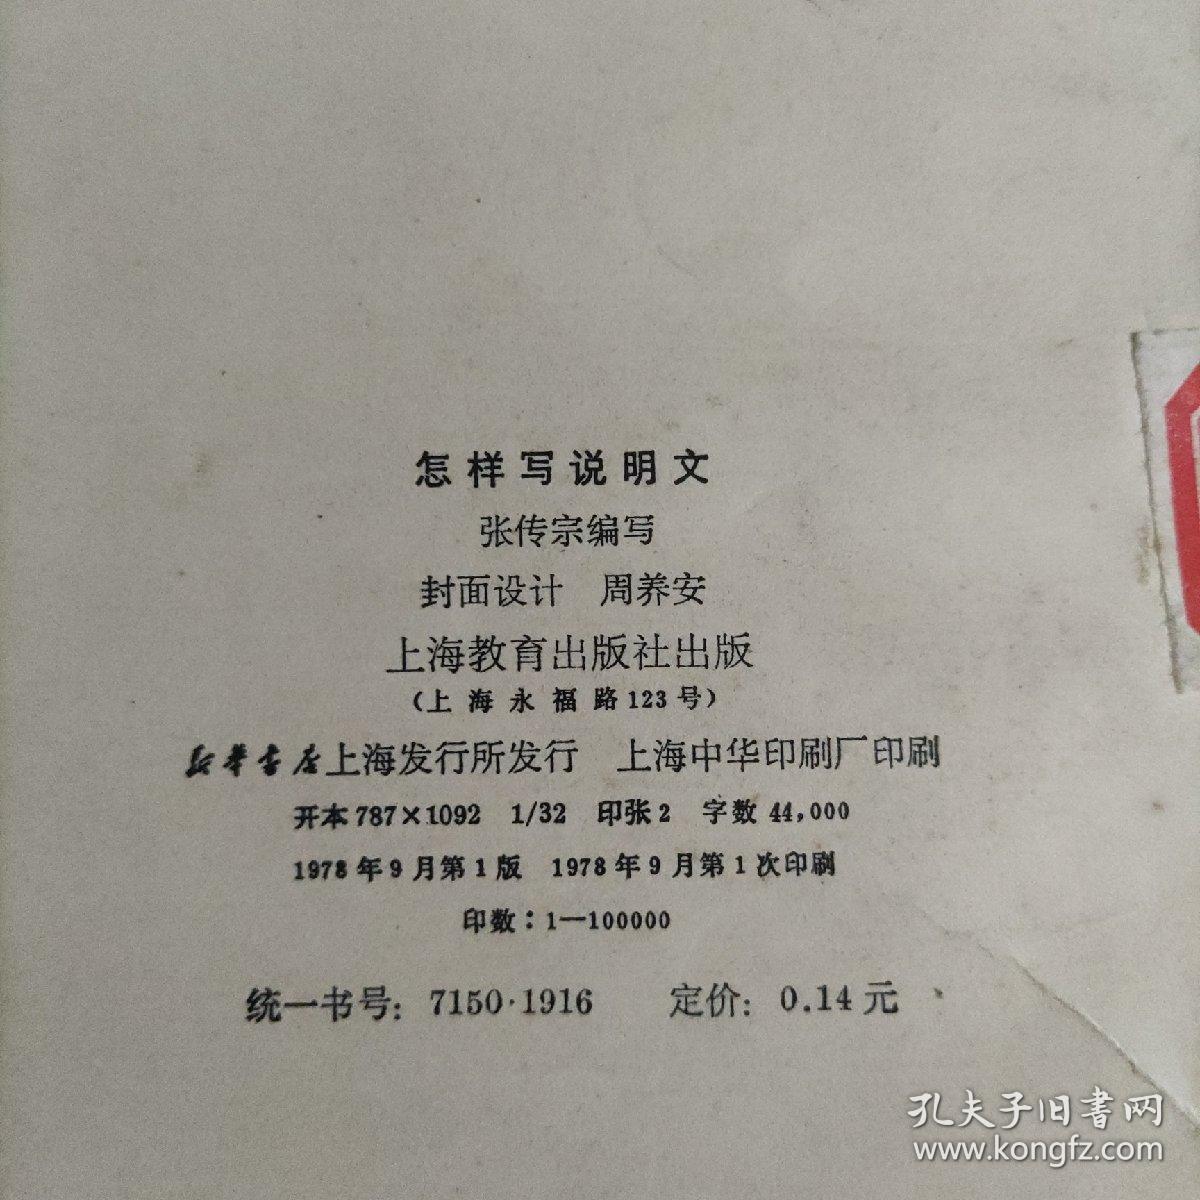 怎样写说明文
张传宗编写
封面设计 周养安
上海教育出版社出版
(上海永福路123号)
新华书店上海发行所发行 上海中华印刷厂印刷
开本787×1092 1/32 印张2 字数44,000
1978年9月第1版 1978年9月第1次印刷
印数:1—100000
统一书号:7150·1916 定价:0.14元
孔夫子旧书网
www.kongfz.com